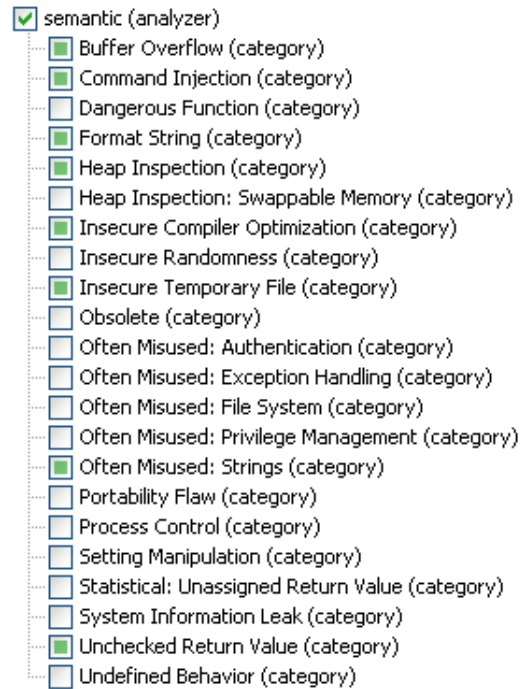 semantic (analyzer)
Buffer Overflow (category)
Command Injection (category)
Dangerous Function (category)
Format String (category)
Heap Inspection (category)
Heap Inspection: Swappable Memory (category)
Insecure Compiler Optimization (category)
Insecure Randomness (category)
Insecure Temporary File (category)
Obsolete (category)
Often Misused: Authentication (category)
Often Misused: Exception Handling (category)
Often Misused: File System (category)
Often Misused: Privilege Management (category)
Often Misused: Strings (category)
Portability Flaw (category)
Process Control (category)
Setting Manipulation (category)
Statistical: Unassigned Return Value (category)
System Information Leak (category)
Unchecked Return Value (category)
Undefined Behavior (category)